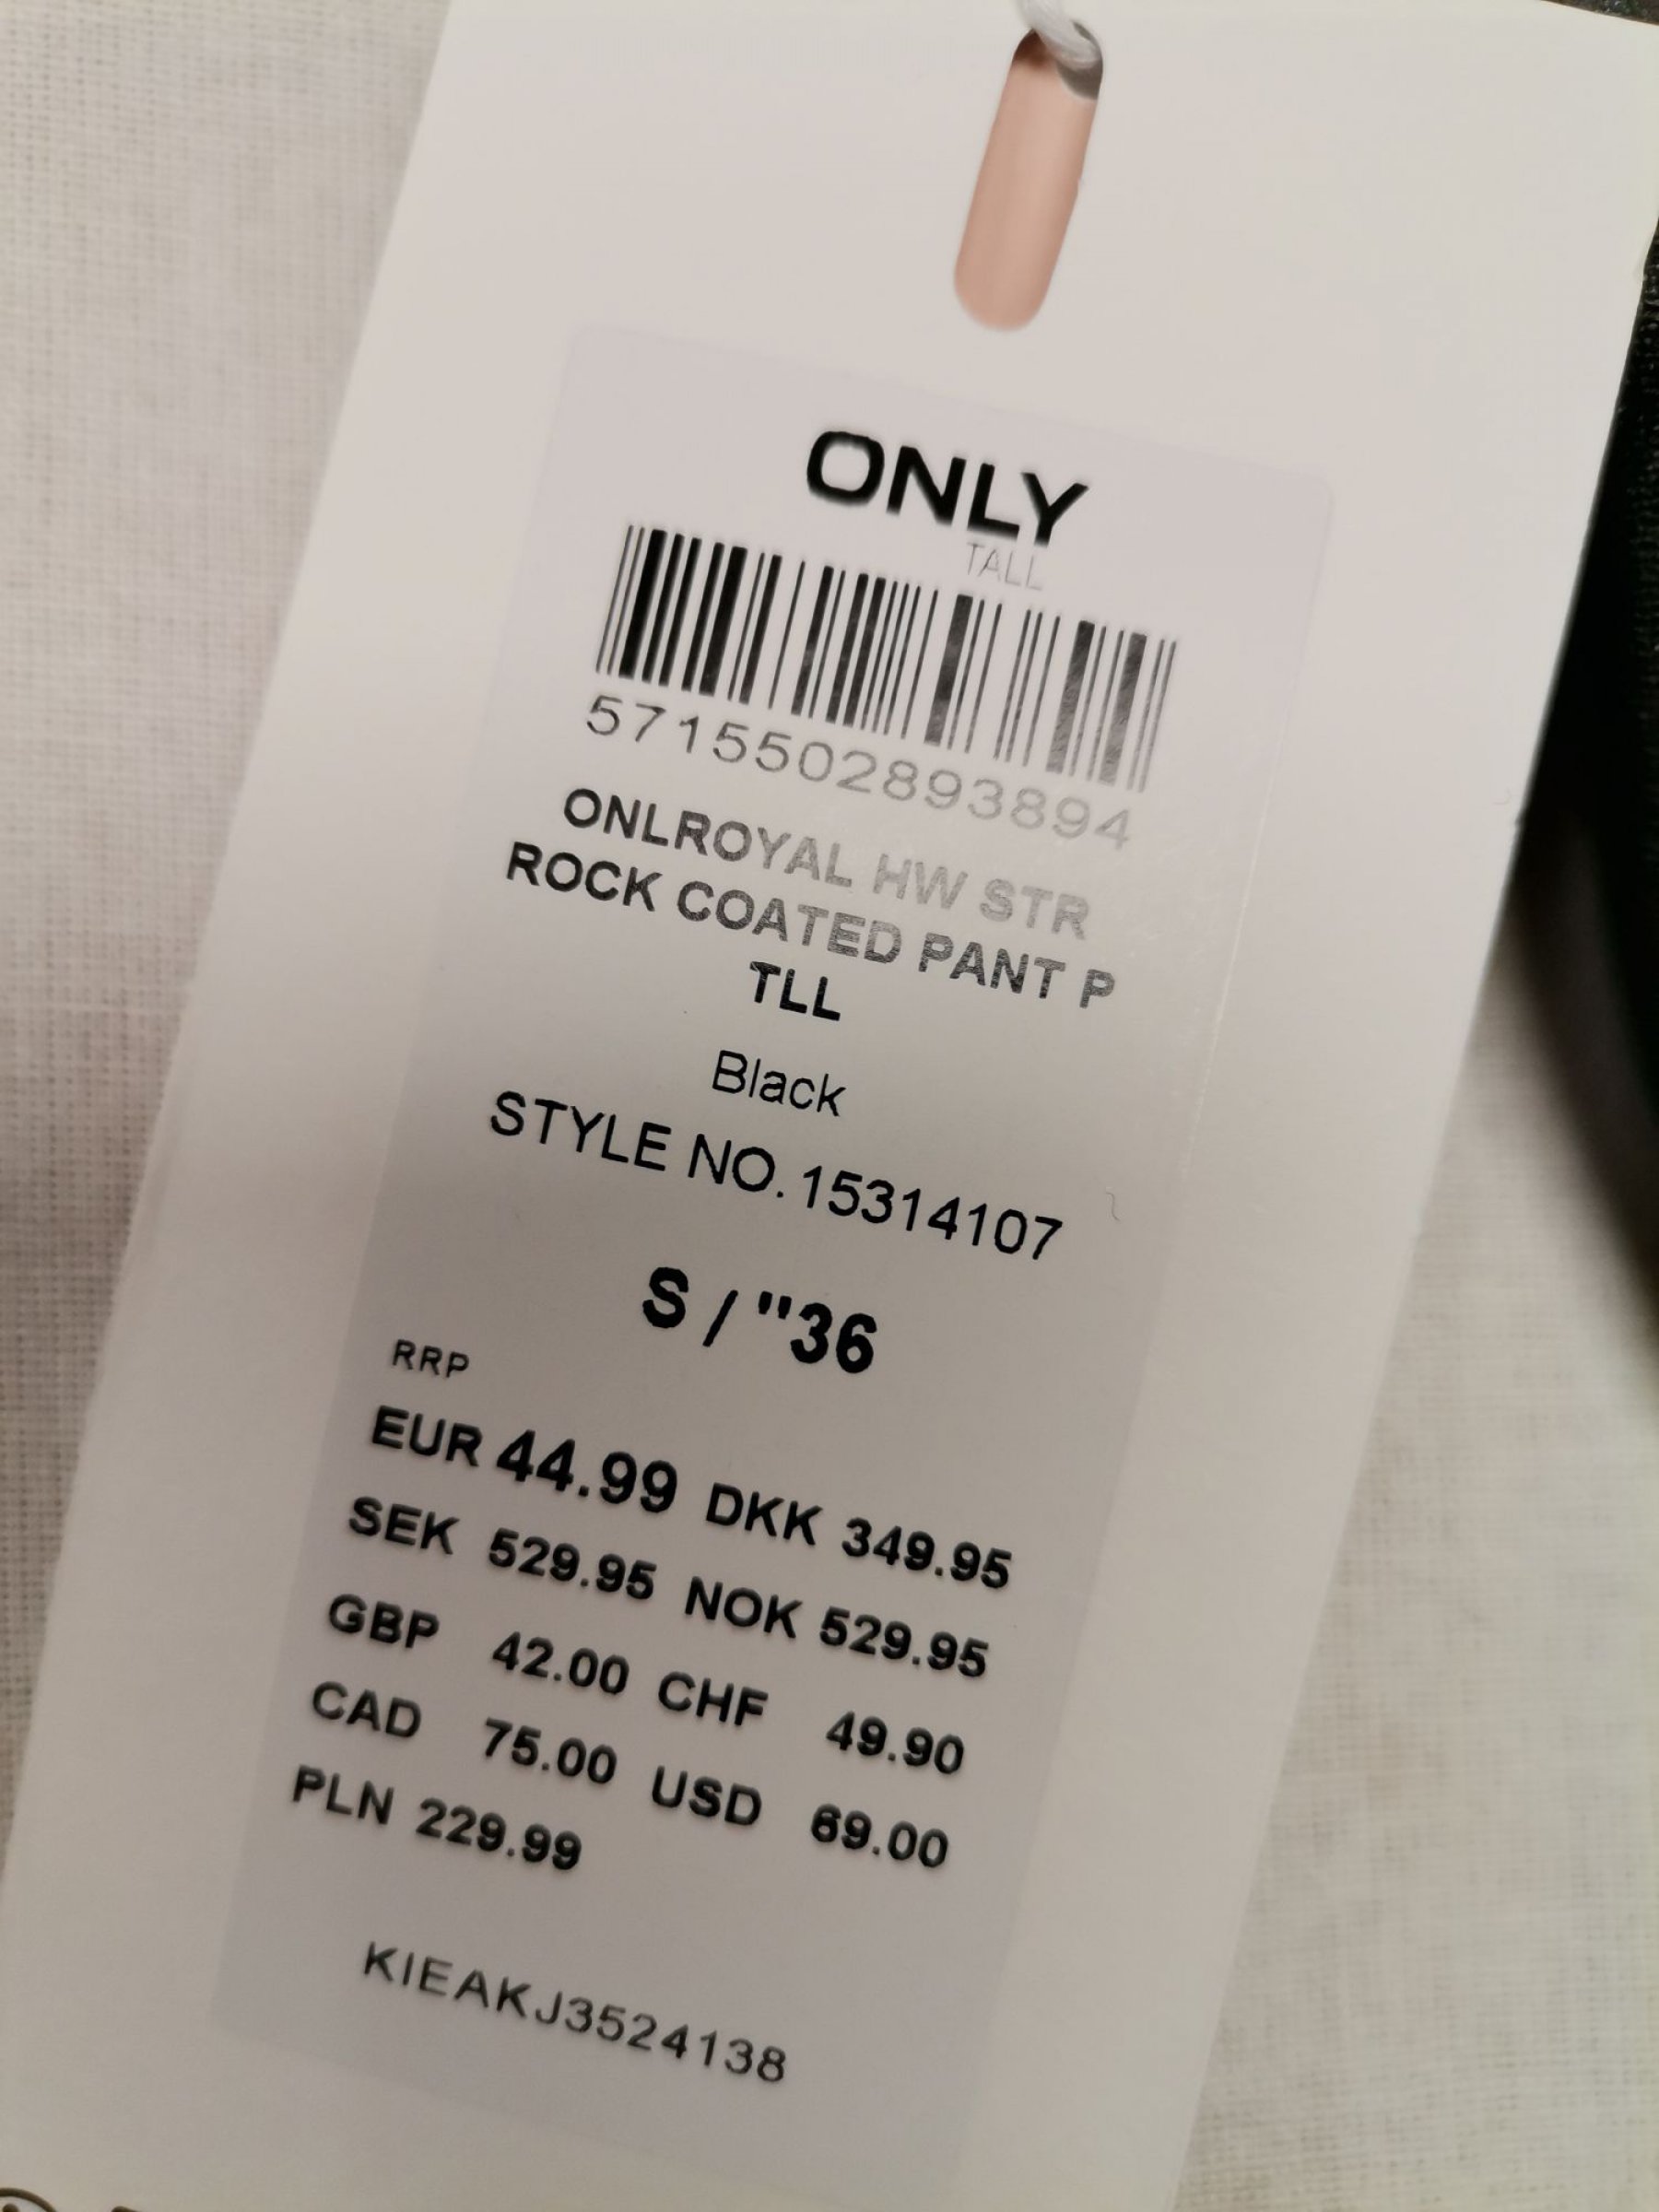 ONLY
TALL
5715502893894
ONLROYAL HW STR
ROCK COATED PANT P
TLL
Black
STYLE NO. 15314107
S / "36
RRP
EUR 44.99 DKK 349.95
SEK 529.95 NOK 529.95
GBP 42.00 CHF 49.90
CAD 75.00 USD 69.00
PLN 229.99
KIEAKJ3524138